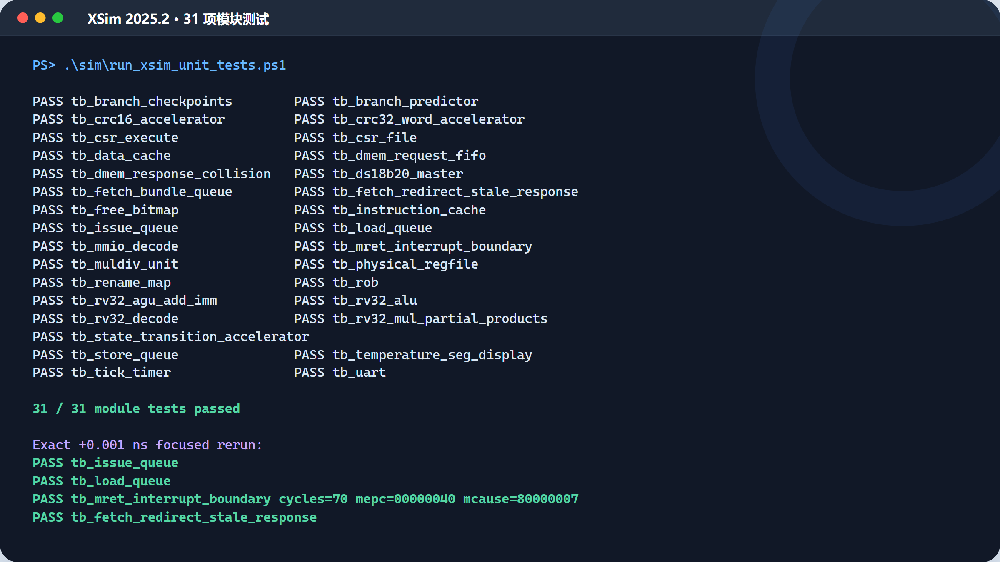 XSim 2025.2 • 31 项模块测试
PS> .\sim\run_xsim_unit_tests.ps1
PASS tb_branch_checkpoints PASS tb_branch_predictor
PASS tb_crc16_accelerator PASS tb_crc32_word_accelerator
PASS tb_csr_execute PASS tb_csr_file
PASS tb_data_cache PASS tb_dmem_request_fifo
PASS tb_dmem_response_collision PASS tb_ds18b20_master
PASS tb_fetch_bundle_queue PASS tb_fetch_redirect_stale_response
PASS tb_free_bitmap PASS tb_instruction_cache
PASS tb_issue_queue PASS tb_load_queue
PASS tb_mmio_decode PASS tb_mret_interrupt_boundary
PASS tb_muldiv_unit PASS tb_physical_regfile
PASS tb_rename_map PASS tb_rob
PASS tb_rv32_agu_add_imm PASS tb_rv32_alu
PASS tb_rv32_decode PASS tb_rv32_mul_partial_products
PASS tb_state_transition_accelerator
PASS tb_store_queue PASS tb_temperature_seg_display
PASS tb_tick_timer PASS tb_uart
31 / 31 module tests passed
Exact +0.001 ns focused rerun:
PASS tb_issue_queue
PASS tb_load_queue
PASS tb_mret_interrupt_boundary cycles=70 mepc=00000040 mcause=80000007
PASS tb_fetch_redirect_stale_response